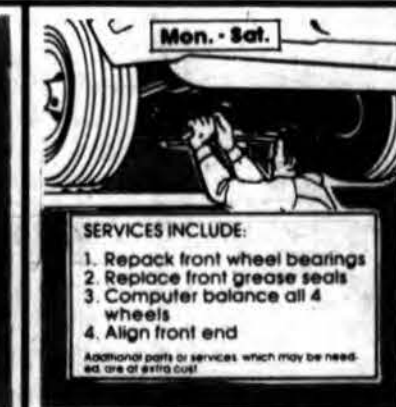 Mon. - Sat.
SERVICES INCLUDE:
1. Repack front wheel bearings
2. Replace front grease seals
3. Computer balance all 4
wheels
4. Align front end
Additional parts or services which may be need-
ed are at extra cost